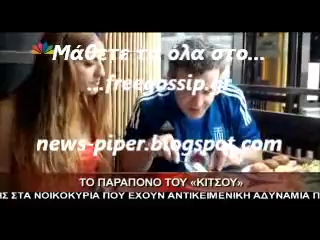 Μάθετε τα όλα στο...
...freegossip.gr
news-piper.blogspot.com
ΤΟ ΠΑΡΑΠΟΝΟ ΤΟΥ «ΚΙΤΣΟΥ»
ΙΣ ΣΤΑ ΝΟΙΚΟΚΥΡΙΑ ΠΟΥ ΕΧΟΥΝ ΑΝΤΙΚΕΙΜΕΝΙΚΗ ΑΔΥΝΑΜΙΑ Π